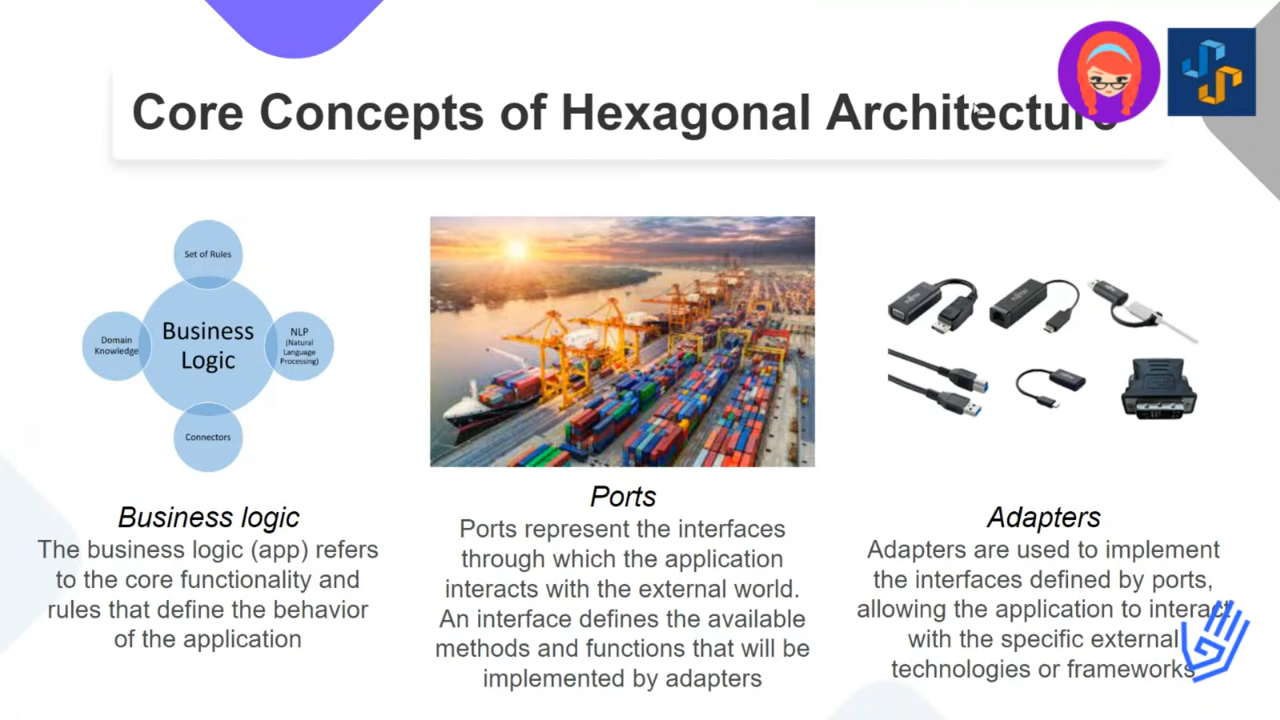 Core Concepts of Hexagonal Architecture
Set of Rules
Business
Logic
Domain
Knowledge
NLP
(Natural
Language
Processing)
Connectors
Business logic
The business logic (app) refers
to the core functionality and
rules that define the behavior
of the application
Ports
Ports represent the interfaces
through which the application
interacts with the external world.
An interface defines the available
methods and functions that will be
implemented by adapters
Adapters
Adapters are used to implement
the interfaces defined by ports,
allowing the application to interact
with the specific external
technologies or frameworks